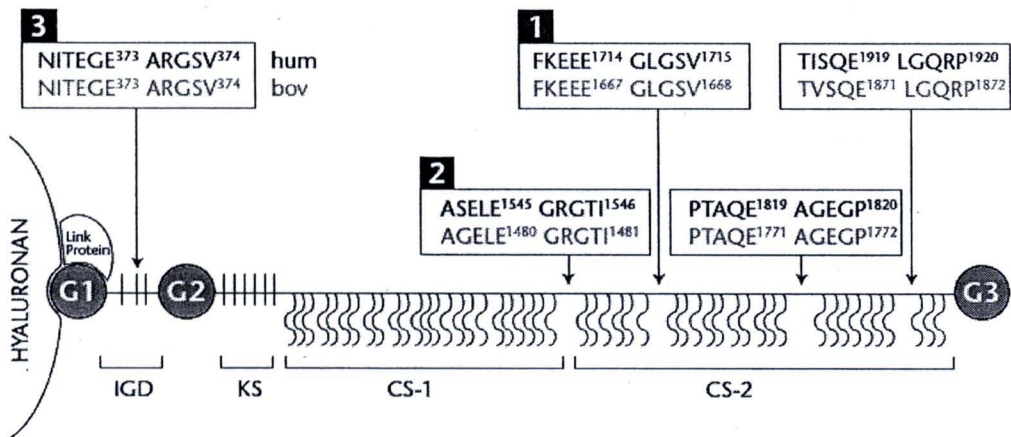 3
NITEGE³⁷³ ARGSV³⁷⁴ hum
NITEGE³⁷³ ARGSV³⁷⁴ bov
1
FKEEE¹⁷¹⁴ GLGSV¹⁷¹⁵
FKEEE¹⁶⁶⁷ GLGSV¹⁶⁶⁸
TISQE¹⁹¹⁹ LGQRP¹⁹²⁰
TVSQE¹⁸⁷¹ LGQRP¹⁸⁷²
2
ASELE¹⁵⁴⁵ GRGTI¹⁵⁴⁶
AGELE¹⁴⁸⁰ GRGTI¹⁴⁸¹
PTAQE¹⁸¹⁹ AGEGP¹⁸²⁰
PTAQE¹⁷⁷¹ AGEGP¹⁷⁷²
HYALURONAN
Link
Protein
G1
G2
G3
IGD
KS
CS-1
CS-2